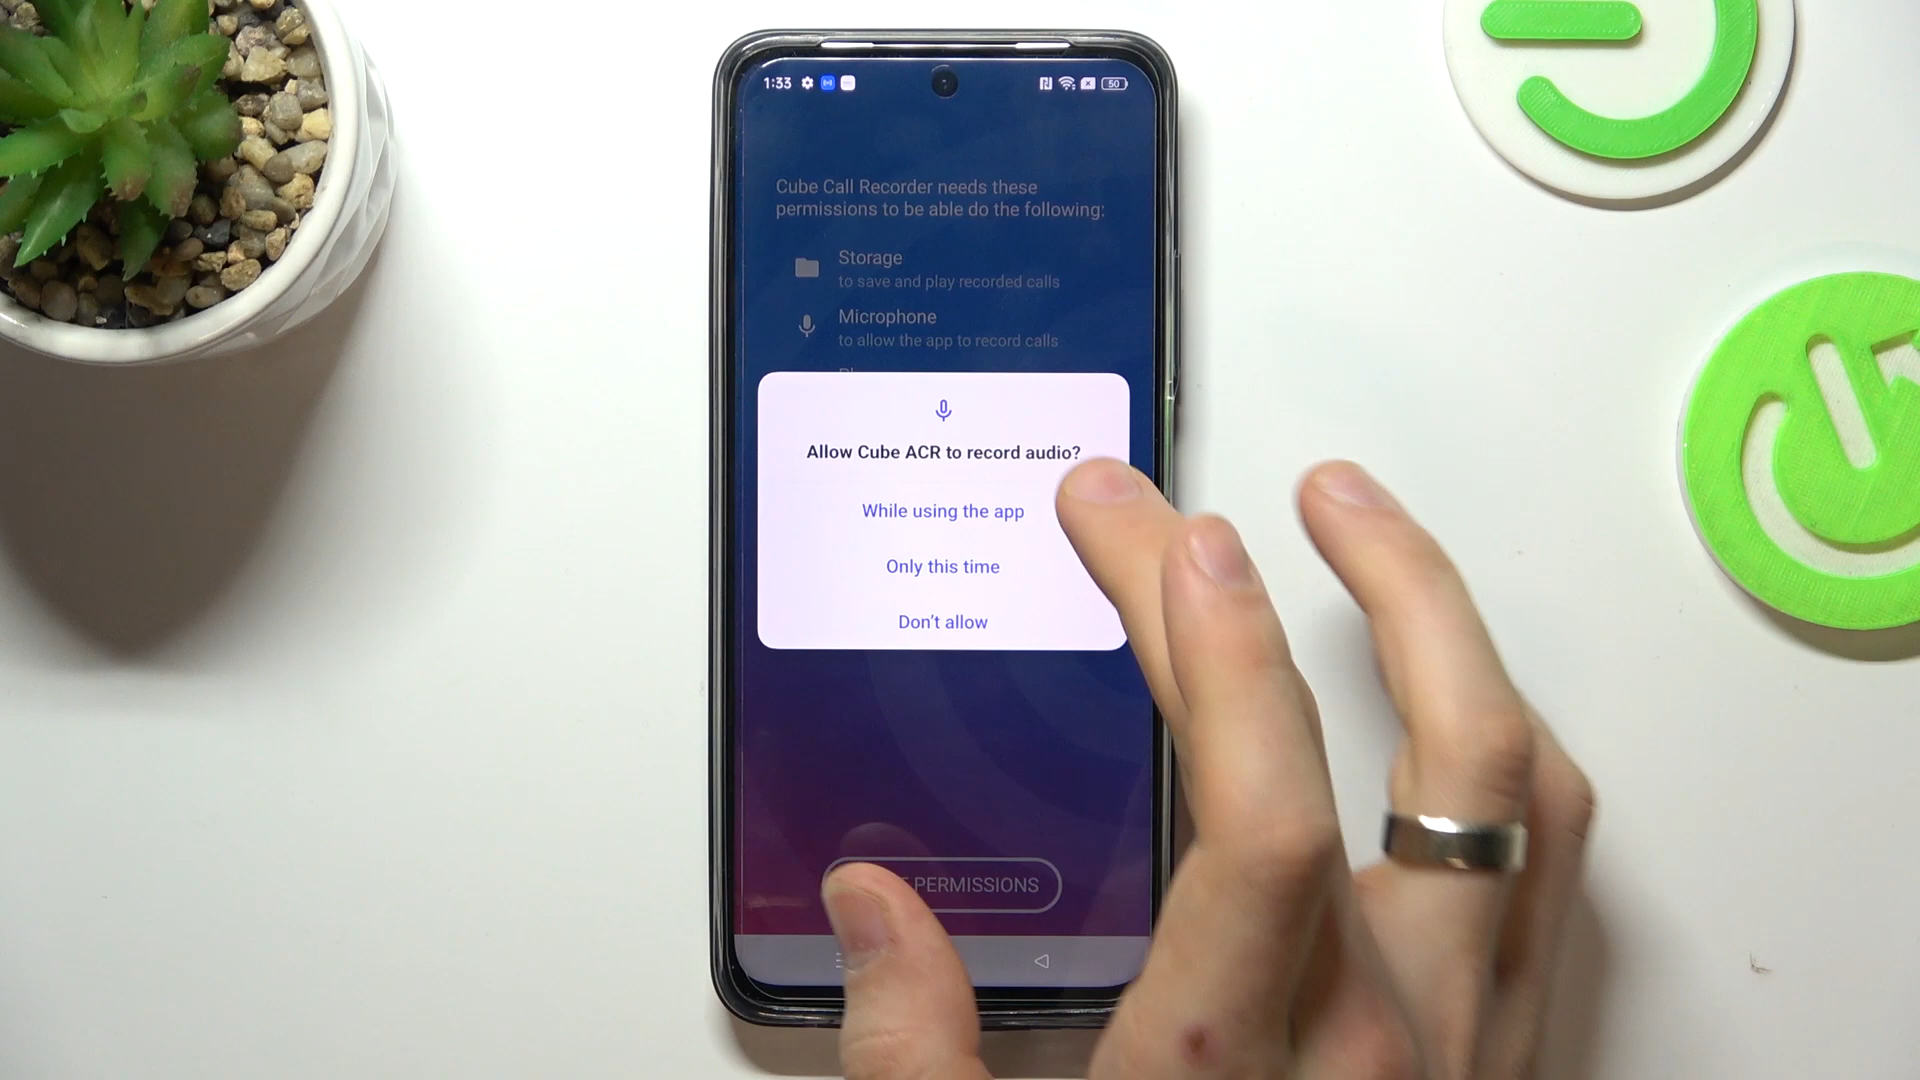 1:33
50
Cube Call Recorder needs these
permissions to be able do the following:
Storage
to save and play recorded calls
Microphone
to allow the app to record calls
Allow Cube ACR to record audio?
While using the app
Only this time
Don't allow
PERMISSIONS